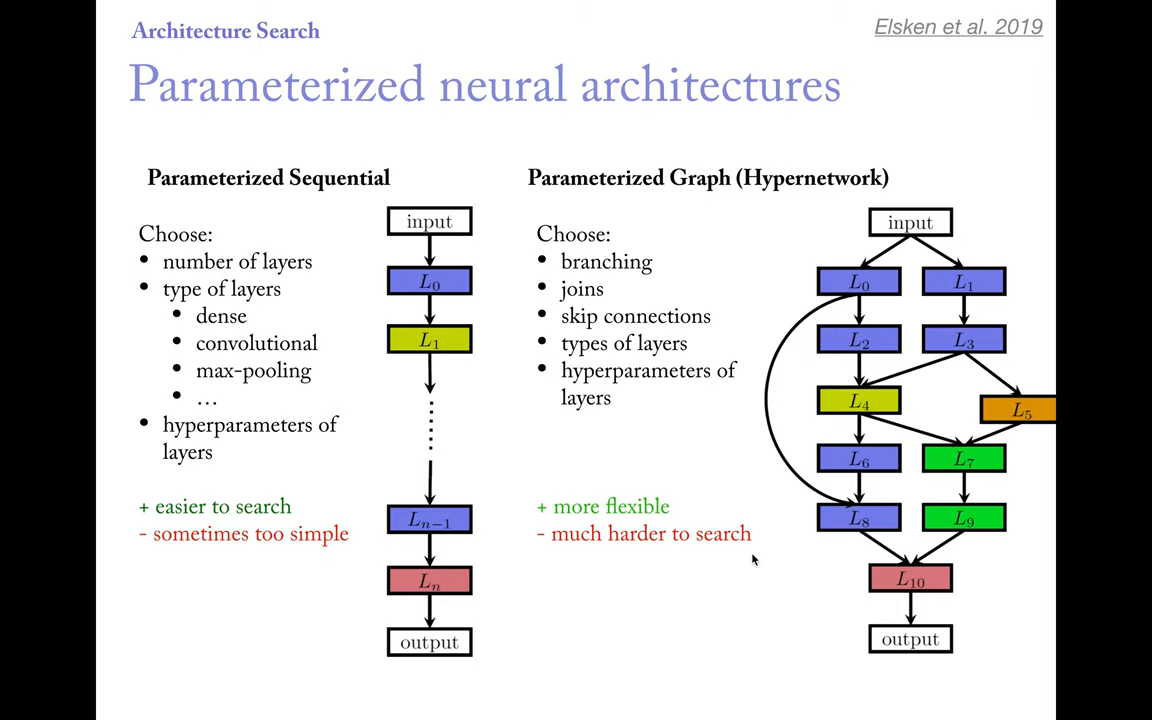 Architecture Search
Elsken et al. 2019
Parameterized neural architectures
Parameterized Sequential
Choose:
• number of layers
• type of layers
• dense
• convolutional
• max-pooling
• …
• hyperparameters of
layers
+ easier to search
- sometimes too simple
input
L0
L1
Ln−1
Ln
output
Parameterized Graph (Hypernetwork)
Choose:
• branching
• joins
• skip connections
• types of layers
• hyperparameters of
layers
+ more flexible
- much harder to search
input
L0 L1
L2 L3
L4 L5
L6 L7
L8 L9
L10
output